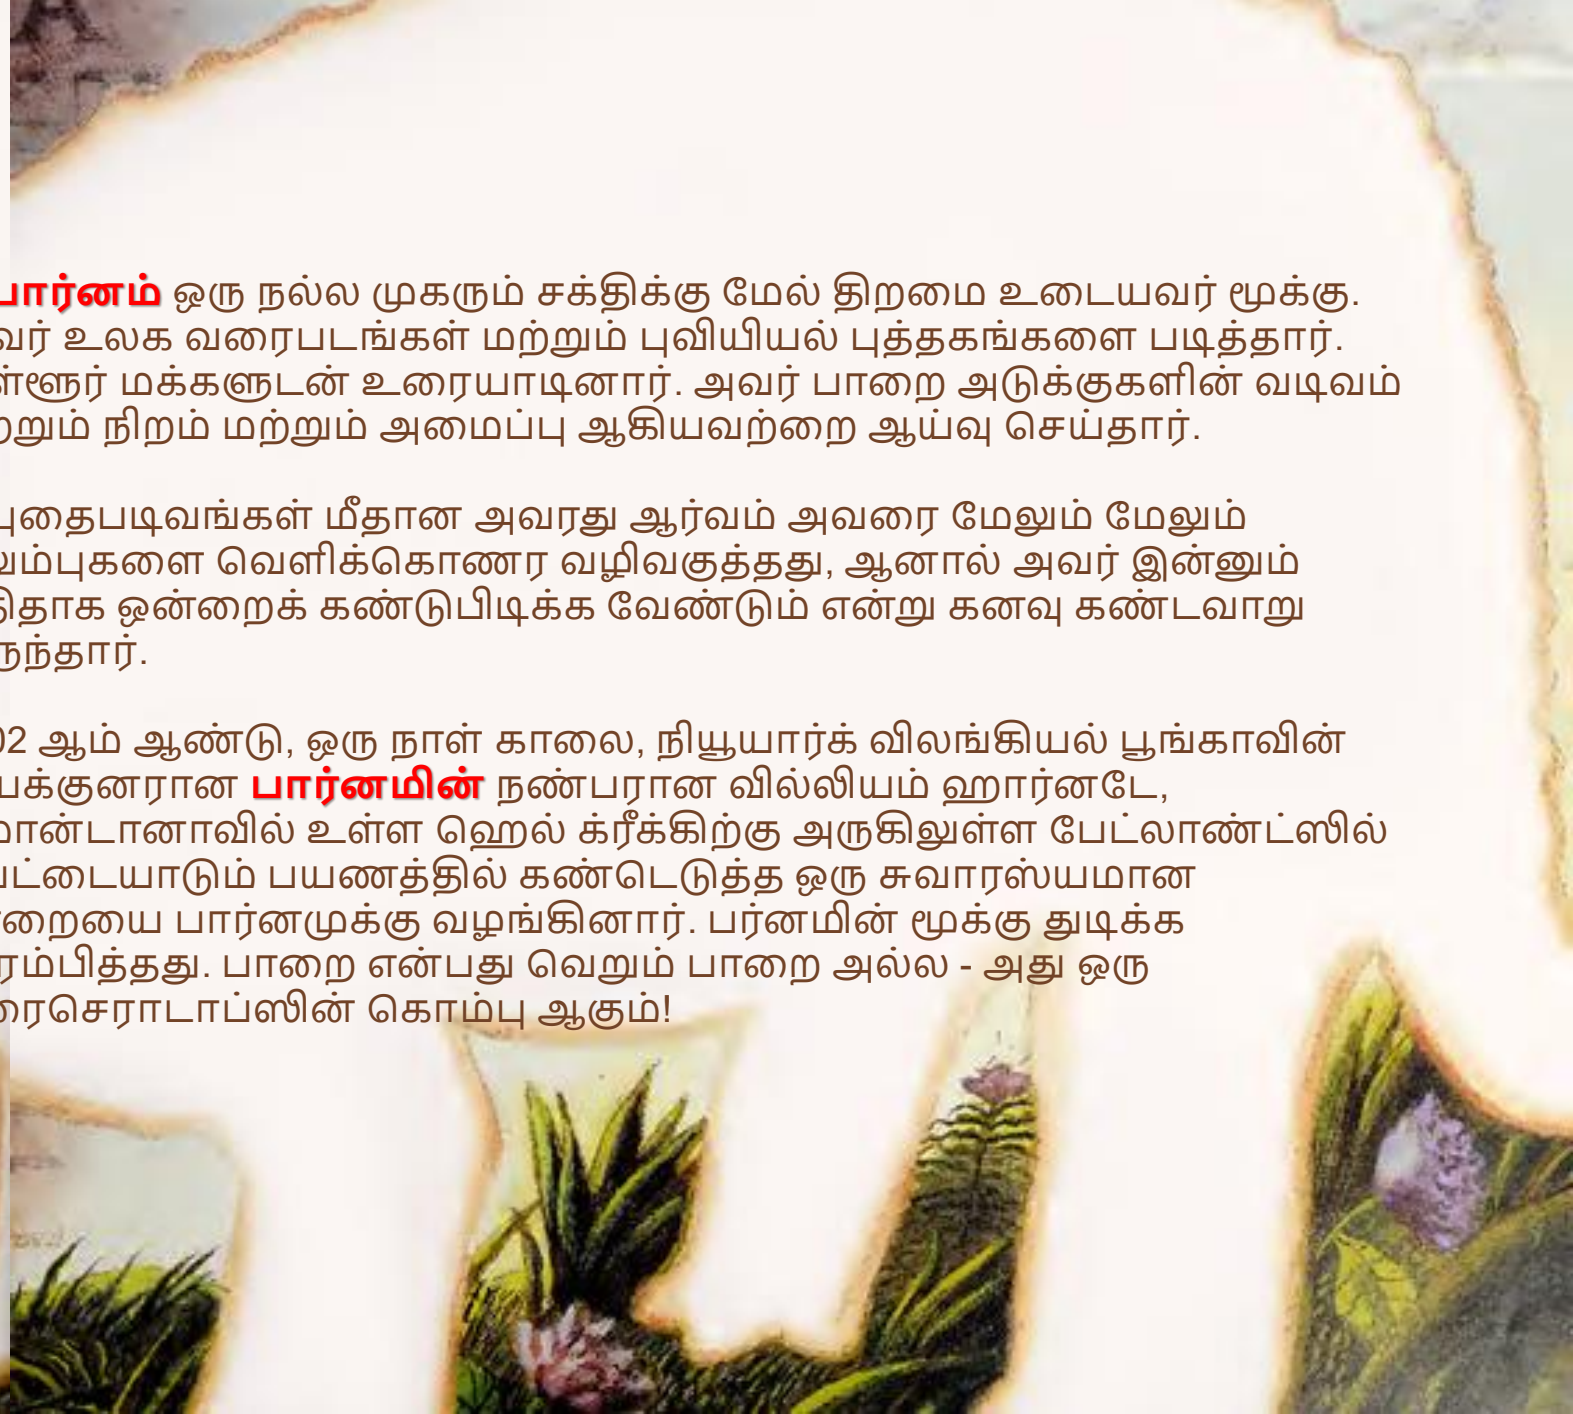 பார்னம் ஒரு நல்ல முகரும் சக்திக்கு மேல் திறமை உடையவர் மூக்கு.
வர் உலக வரைபடங்கள் மற்றும் புவியியல் புத்தகங்களை படித்தார்.
ள்ளூர் மக்களுடன் உரையாடினார். அவர் பாறை அடுக்குகளின் வடிவம்
ற்றும் நிறம் மற்றும் அமைப்பு ஆகியவற்றை ஆய்வு செய்தார்.
புதைபடிவங்கள் மீதான அவரது ஆர்வம் அவரை மேலும் மேலும்
லும்புகளை வெளிக்கொணர வழிவகுத்தது, ஆனால் அவர் இன்னும்
திதாக ஒன்றைக் கண்டுபிடிக்க வேண்டும் என்று கனவு கண்டவாறு
ருந்தார்.
02 ஆம் ஆண்டு, ஒரு நாள் காலை, நியூயார்க் விலங்கியல் பூங்காவின்
யக்குனரான பார்னமின் நண்பரான வில்லியம் ஹார்னடே,
மான்டானாவில் உள்ள ஹெல் க்ரீக்கிற்கு அருகிலுள்ள பேட்லாண்ட்ஸில்
ட்டையாடும் பயணத்தில் கண்டெடுத்த ஒரு சுவாரஸ்யமான
றையை பார்னமுக்கு வழங்கினார். பர்னமின் மூக்கு துடிக்க
ரம்பித்தது. பாறை என்பது வெறும் பாறை அல்ல - அது ஒரு
ரைசெராடாப்ஸின் கொம்பு ஆகும்!